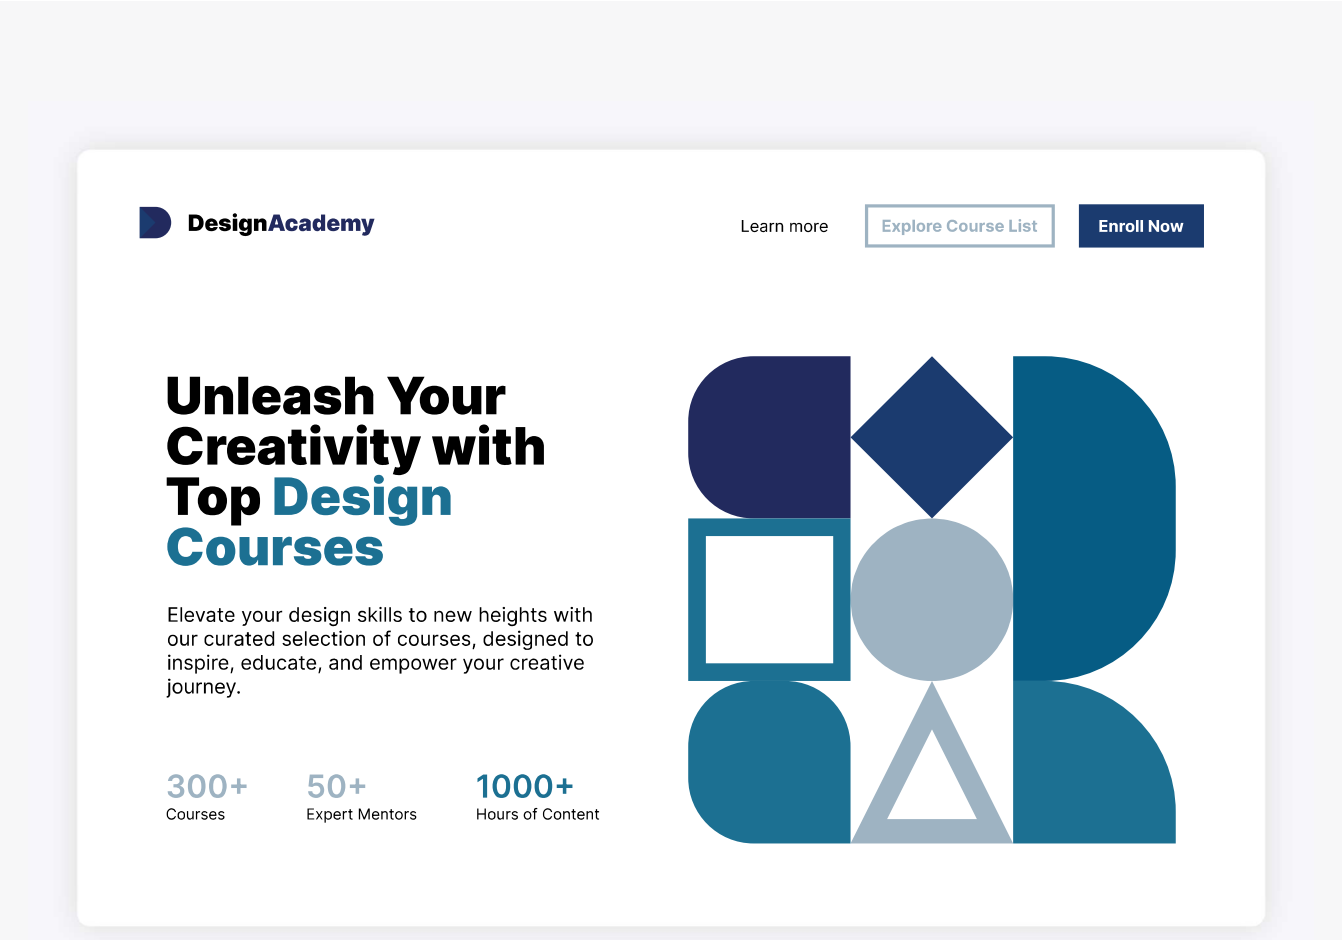 DesignAcademy
Learn more
Explore Course List
Enroll Now
Unleash Your
Creativity with
Top Design
Courses
Elevate your design skills to new heights with
our curated selection of courses, designed to
inspire, educate, and empower your creative
journey.
300+
Courses
50+
Expert Mentors
1000+
Hours of Content